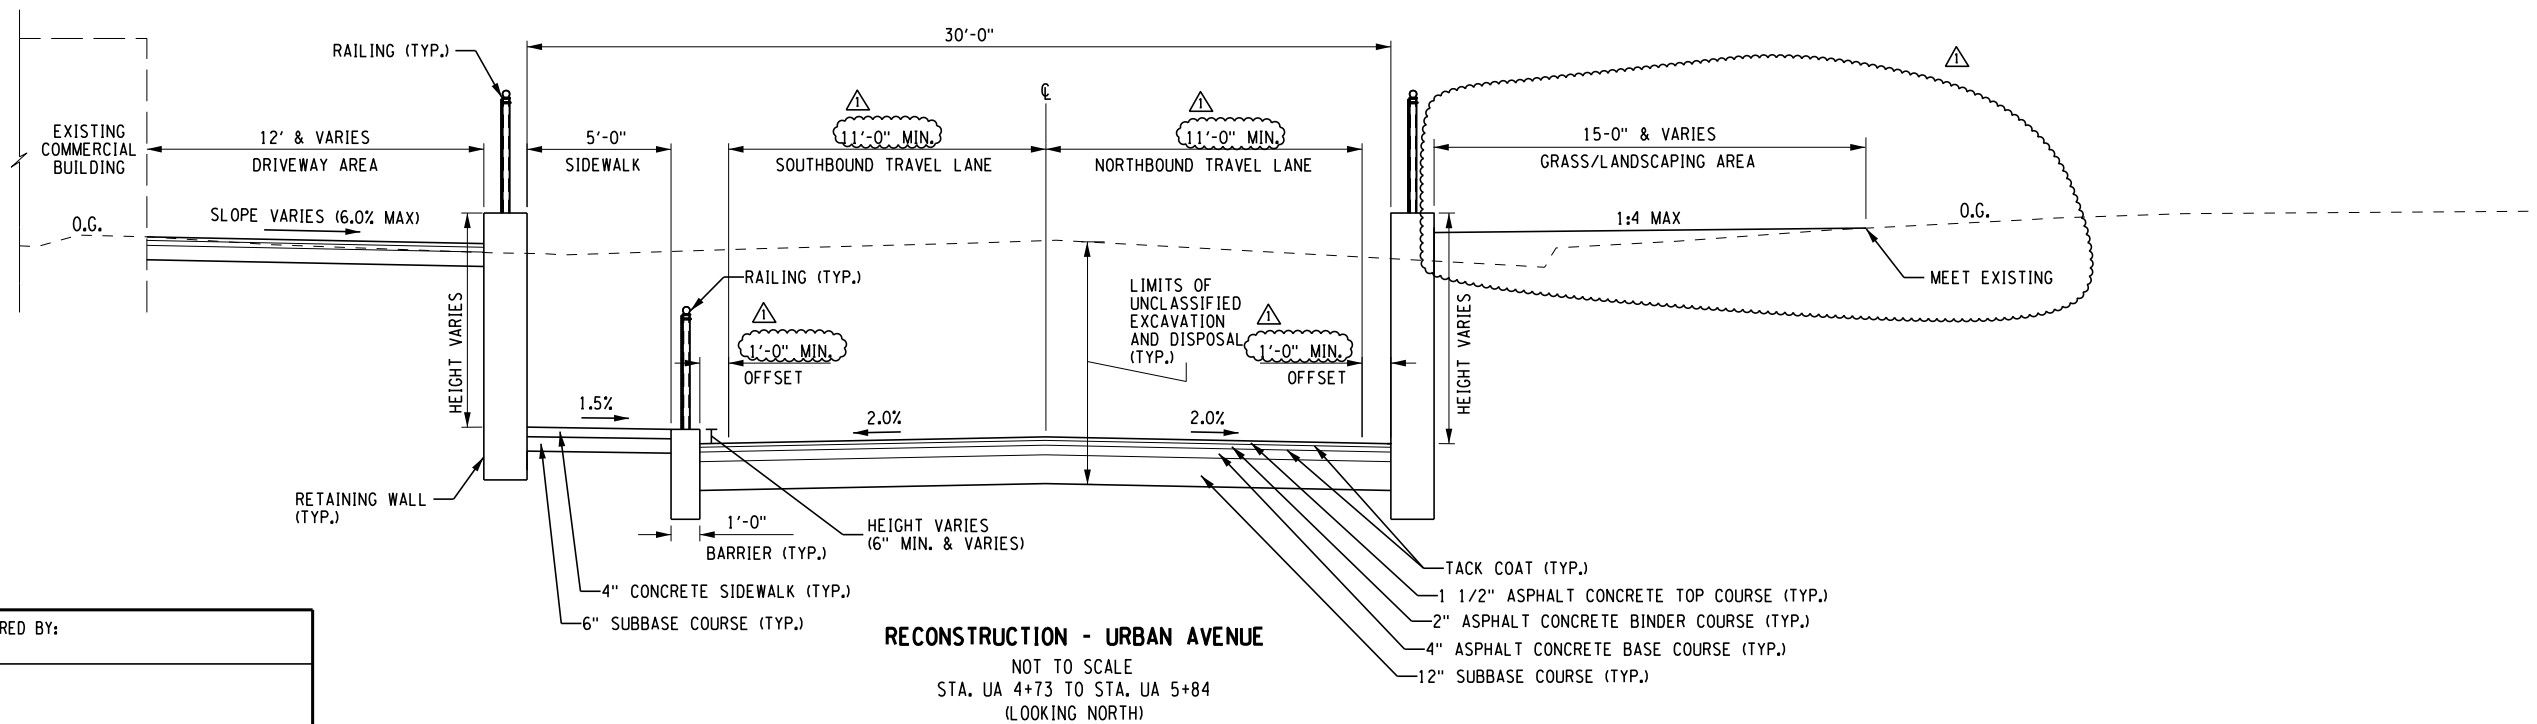 30'-0"
RAILING (TYP.)
1
1
1
℄
EXISTING
COMMERCIAL
BUILDING
12' & VARIES
DRIVEWAY AREA
5'-0"
SIDEWALK
11'-0" MIN.
SOUTHBOUND TRAVEL LANE
11'-0" MIN.
NORTHBOUND TRAVEL LANE
15-0" & VARIES
GRASS/LANDSCAPING AREA
O.G.
SLOPE VARIES (6.0% MAX)
1:4 MAX
O.G.
RAILING (TYP.)
MEET EXISTING
HEIGHT VARIES
1
1'-0" MIN.
OFFSET
LIMITS OF
UNCLASSIFIED
EXCAVATION
AND DISPOSAL
(TYP.)
1
1'-0" MIN.
OFFSET
HEIGHT VARIES
1.5%
2.0%
2.0%
RETAINING WALL
(TYP.)
1'-0"
BARRIER (TYP.)
HEIGHT VARIES
(6" MIN. & VARIES)
4" CONCRETE SIDEWALK (TYP.)
6" SUBBASE COURSE (TYP.)
TACK COAT (TYP.)
1 1/2" ASPHALT CONCRETE TOP COURSE (TYP.)
2" ASPHALT CONCRETE BINDER COURSE (TYP.)
4" ASPHALT CONCRETE BASE COURSE (TYP.)
12" SUBBASE COURSE (TYP.)
RED BY:
RECONSTRUCTION - URBAN AVENUE
NOT TO SCALE
STA. UA 4+73 TO STA. UA 5+84
(LOOKING NORTH)